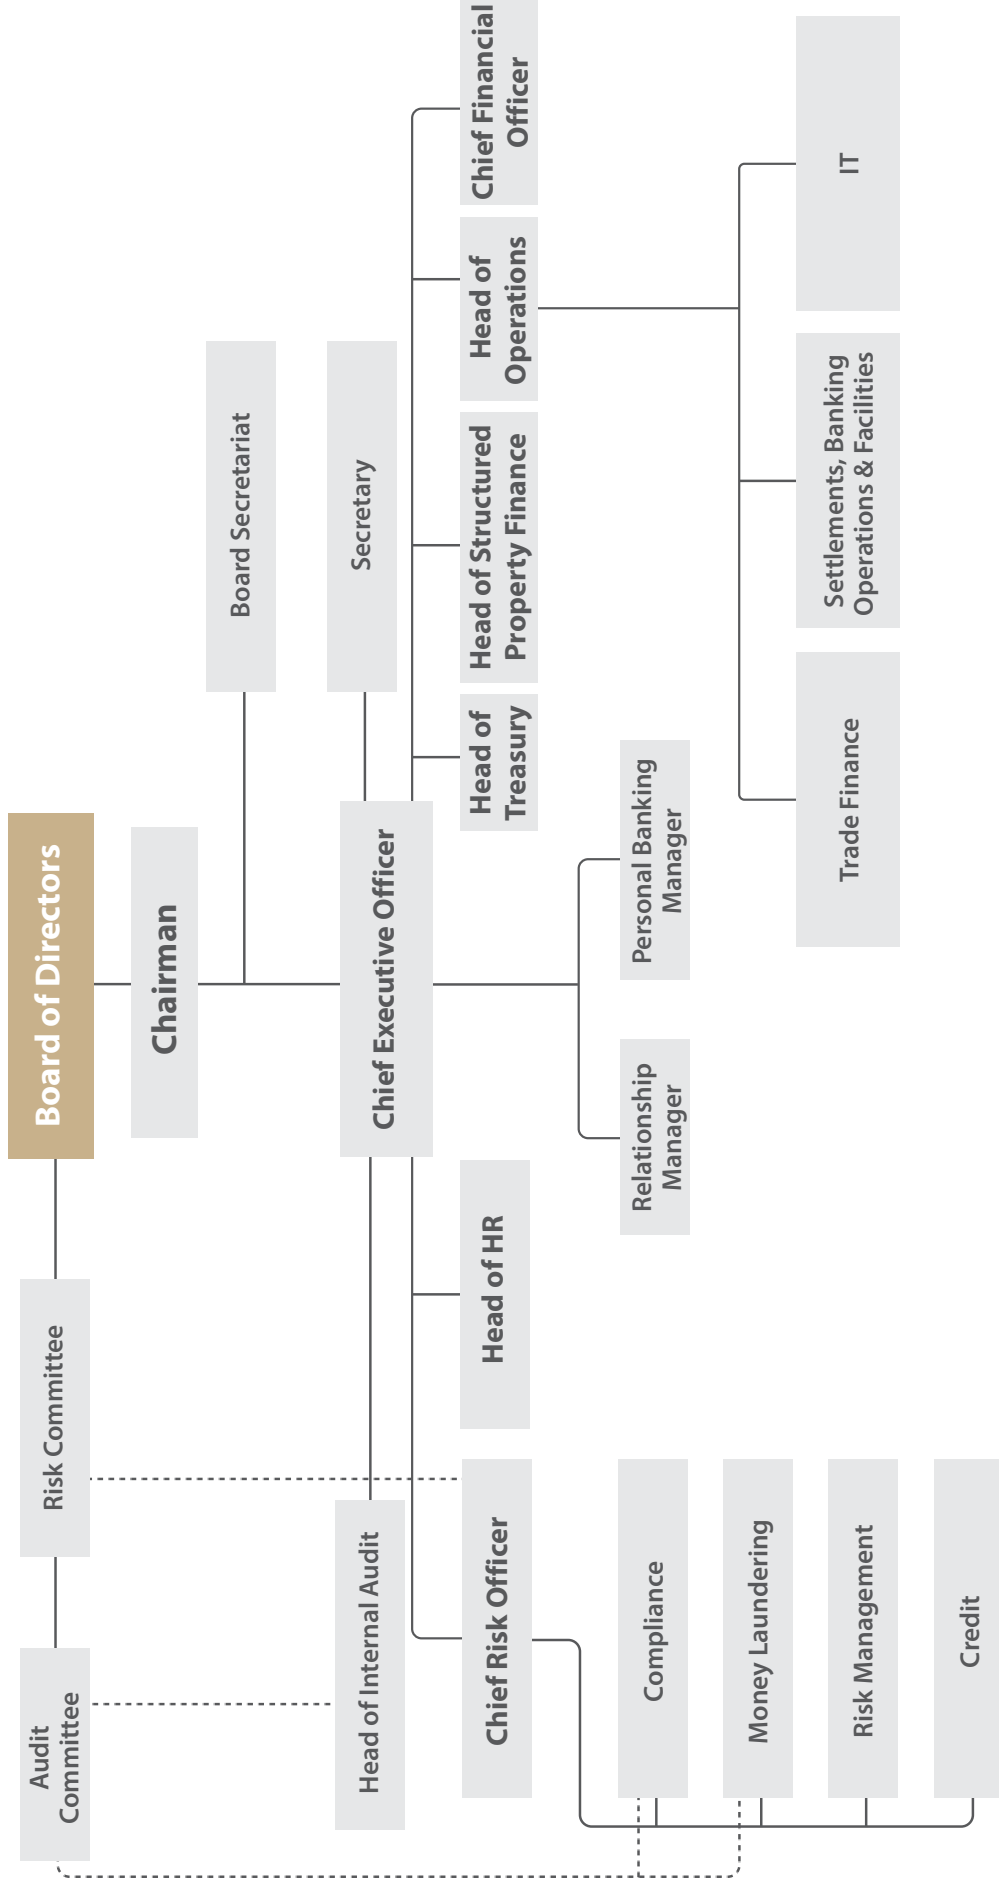 Board of Directors
Audit
Committee
Risk Committee
Chairman
Board Secretariat
Head of Internal Audit
Chief Executive Officer
Secretary
Chief Risk Officer
Head of HR
Head of
Treasury
Head of Structured
Property Finance
Head of
Operations
Chief Financial
Officer
Compliance
Money Laundering
Risk Management
Credit
Relationship
Manager
Personal Banking
Manager
Trade Finance
Settlements, Banking
Operations & Facilities
IT